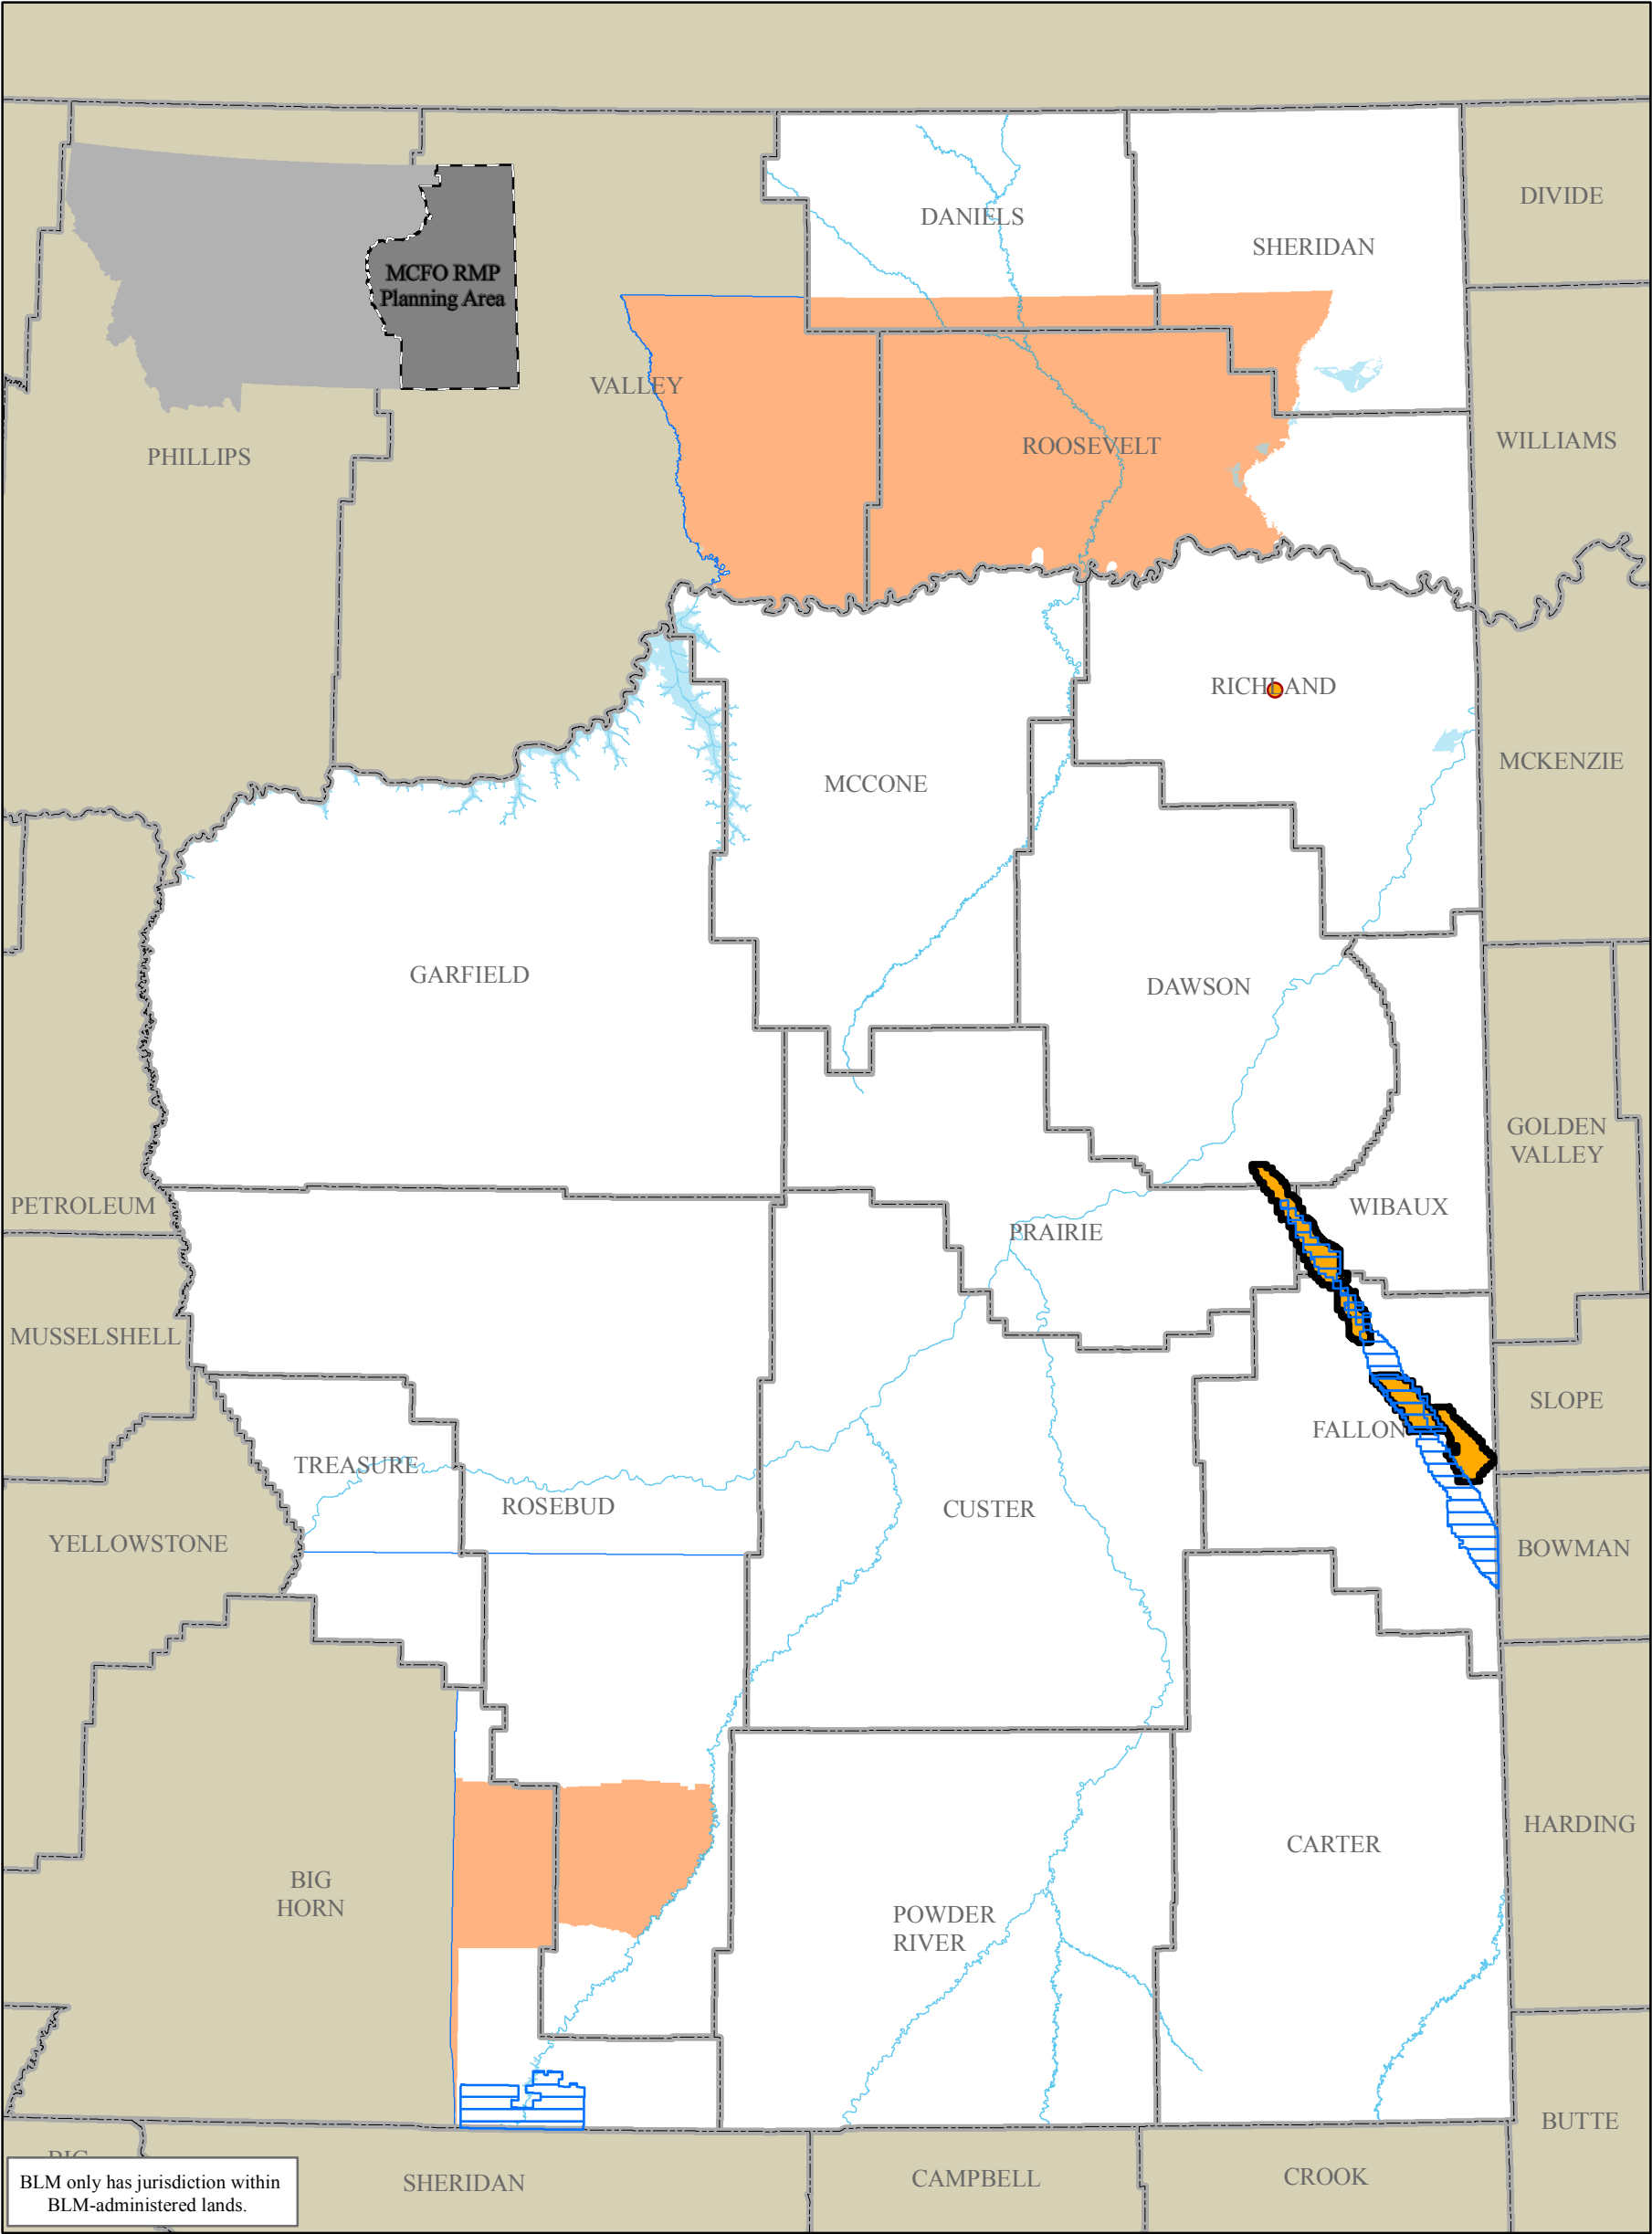 DIVIDE
DANIELS
SHERIDAN
MCFO RMP
Planning Area
VALLEY
PHILLIPS
ROOSEVELT
WILLIAMS
RICHLAND
MCCONE
MCKENZIE
GARFIELD
DAWSON
GOLDEN
VALLEY
PETROLEUM
WIBAUX
PRAIRIE
MUSSELSHELL
SLOPE
FALLON
TREASURE
ROSEBUD
CUSTER
YELLOWSTONE
BOWMAN
HARDING
CARTER
BIG
HORN
POWDER
RIVER
BUTTE
BIG
SHERIDAN
CAMPBELL
CROOK
BLM only has jurisdiction within
BLM-administered lands.